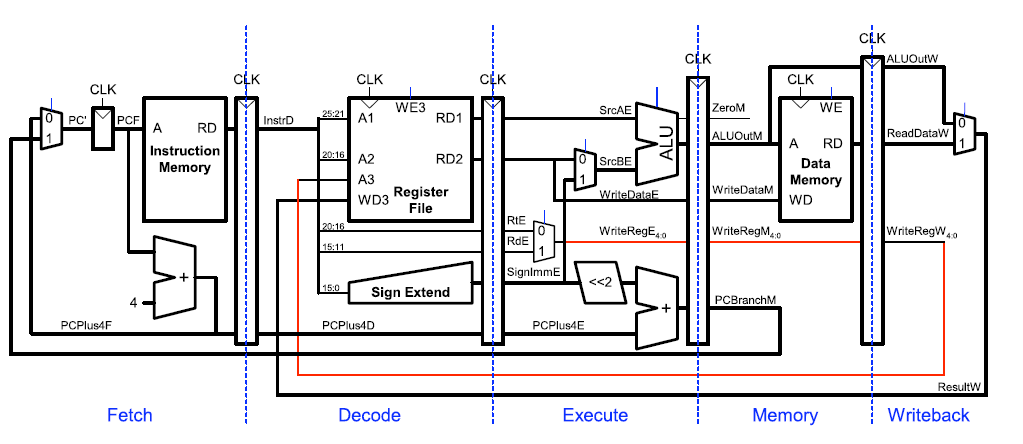 CLK
CLK
CLK
CLK
CLK
CLK
CLK
ALUOutW
0
1
PC'
PCF
A
RD
Instruction
Memory
InstrD
25:21
A1
WE3
RD1
20:16
A2
RD2
A3
WD3
Register
File
SrcAE
0
1
SrcBE
ALU
ZeroM
ALUOutM
WriteDataE
WriteDataM
WE
A
RD
Data
Memory
WD
ReadDataW
0
1
20:16
RtE
0
15:11
RdE
1
WriteRegE4:0
WriteRegM4:0
WriteRegW4:0
SignImmE
15:0
Sign Extend
<<2
+
4
+
PCBranchM
PCPlus4F
PCPlus4D
PCPlus4E
ResultW
Fetch
Decode
Execute
Memory
Writeback